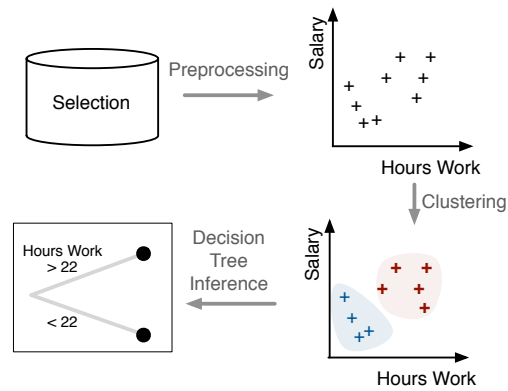 Selection
Preprocessing
Salary
Hours Work
Clustering
Salary
Hours Work
Decision
Tree
Inference
Hours Work
> 22
< 22